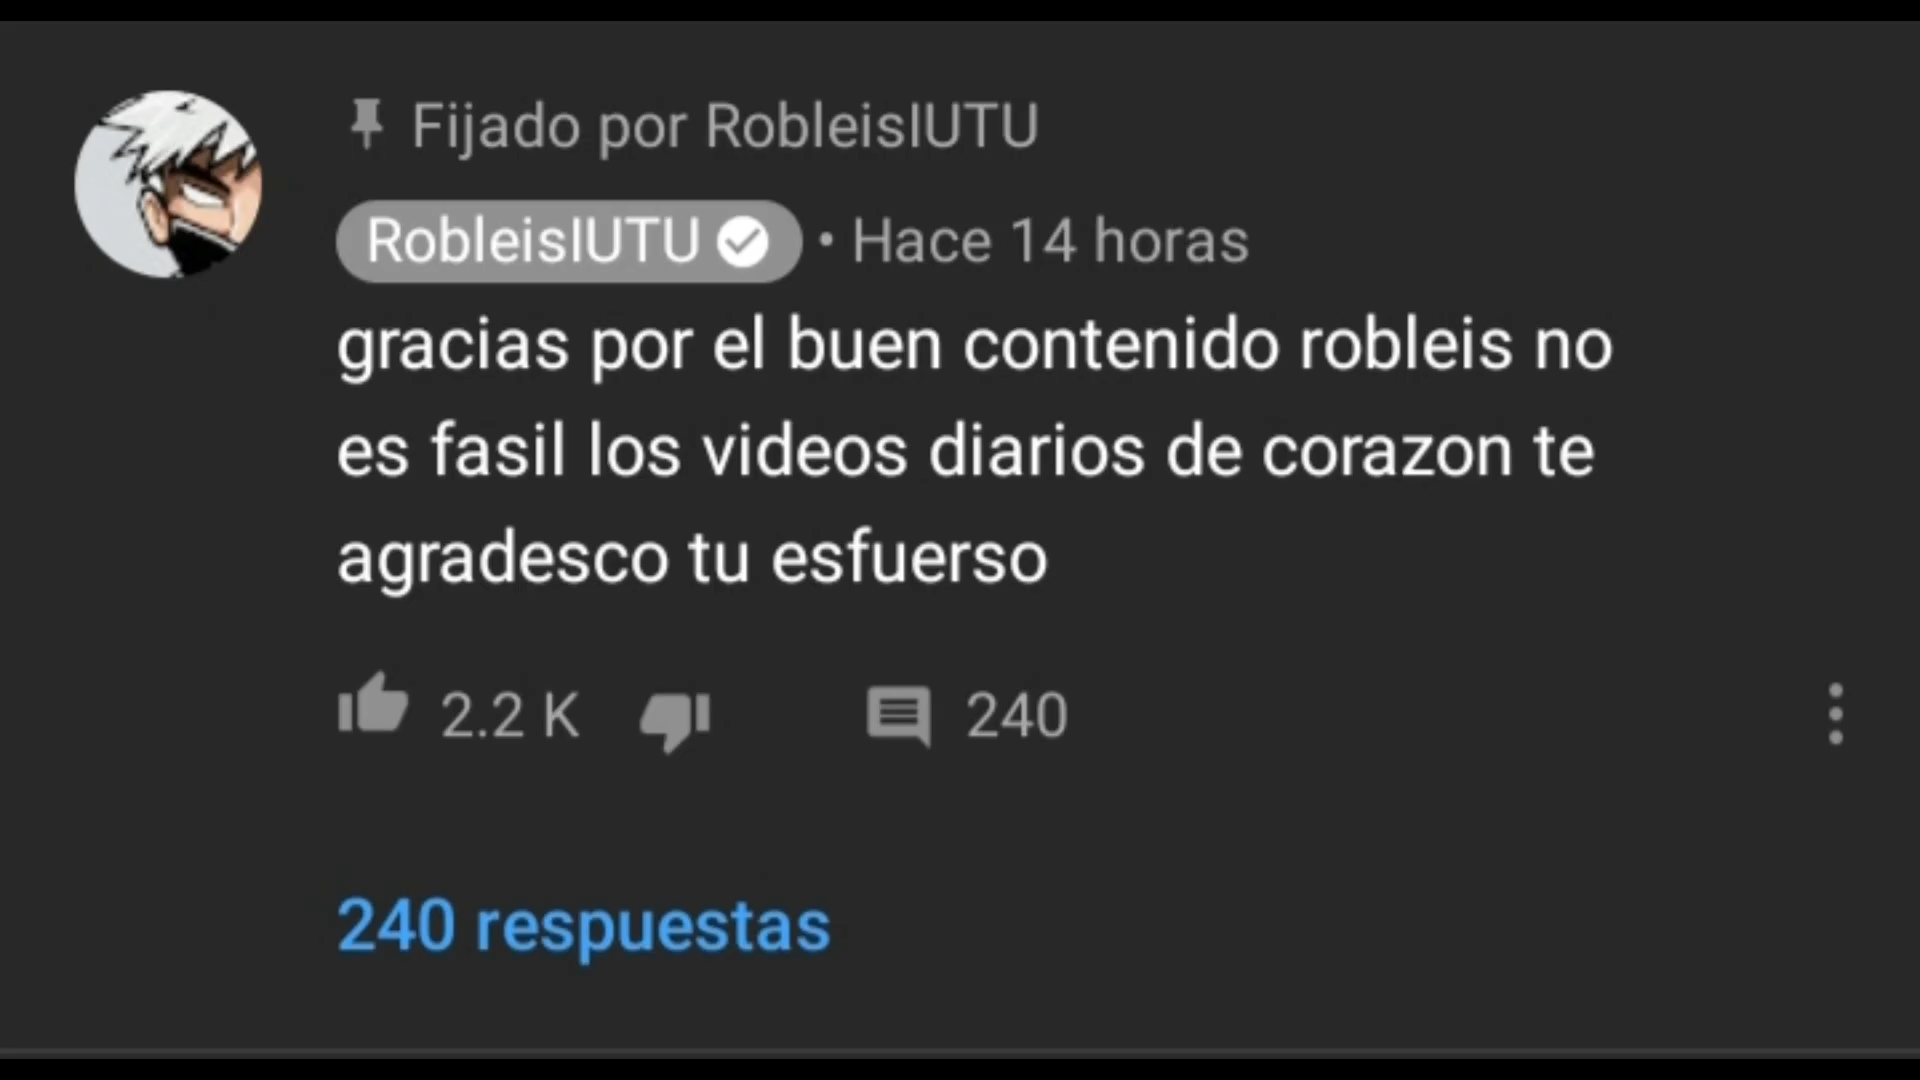 Fijado por RobleisIUTU
RobleisIUTU • Hace 14 horas
gracias por el buen contenido robleis no
es fasil los videos diarios de corazon te
agradesco tu esfuerso
2.2 K 240
240 respuestas